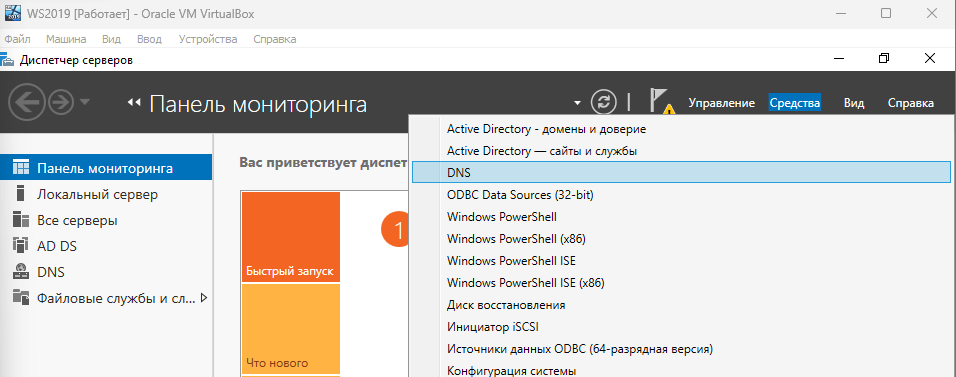 WS2019 [Работает] - Oracle VM VirtualBox
Файл Машина Вид Ввод Устройства Справка
Диспетчер серверов
Панель мониторинга
Управление Средства Вид Справка
Панель мониторинга
Локальный сервер
Все серверы
AD DS
DNS
Файловые службы и сл...
Вас приветствует диспет
1
Быстрый запуск
Что нового
Active Directory - домены и доверие
Active Directory — сайты и службы
DNS
ODBC Data Sources (32-bit)
Windows PowerShell
Windows PowerShell (x86)
Windows PowerShell ISE
Windows PowerShell ISE (x86)
Диск восстановления
Инициатор iSCSI
Источники данных ODBC (64-разрядная версия)
Конфигурация системы